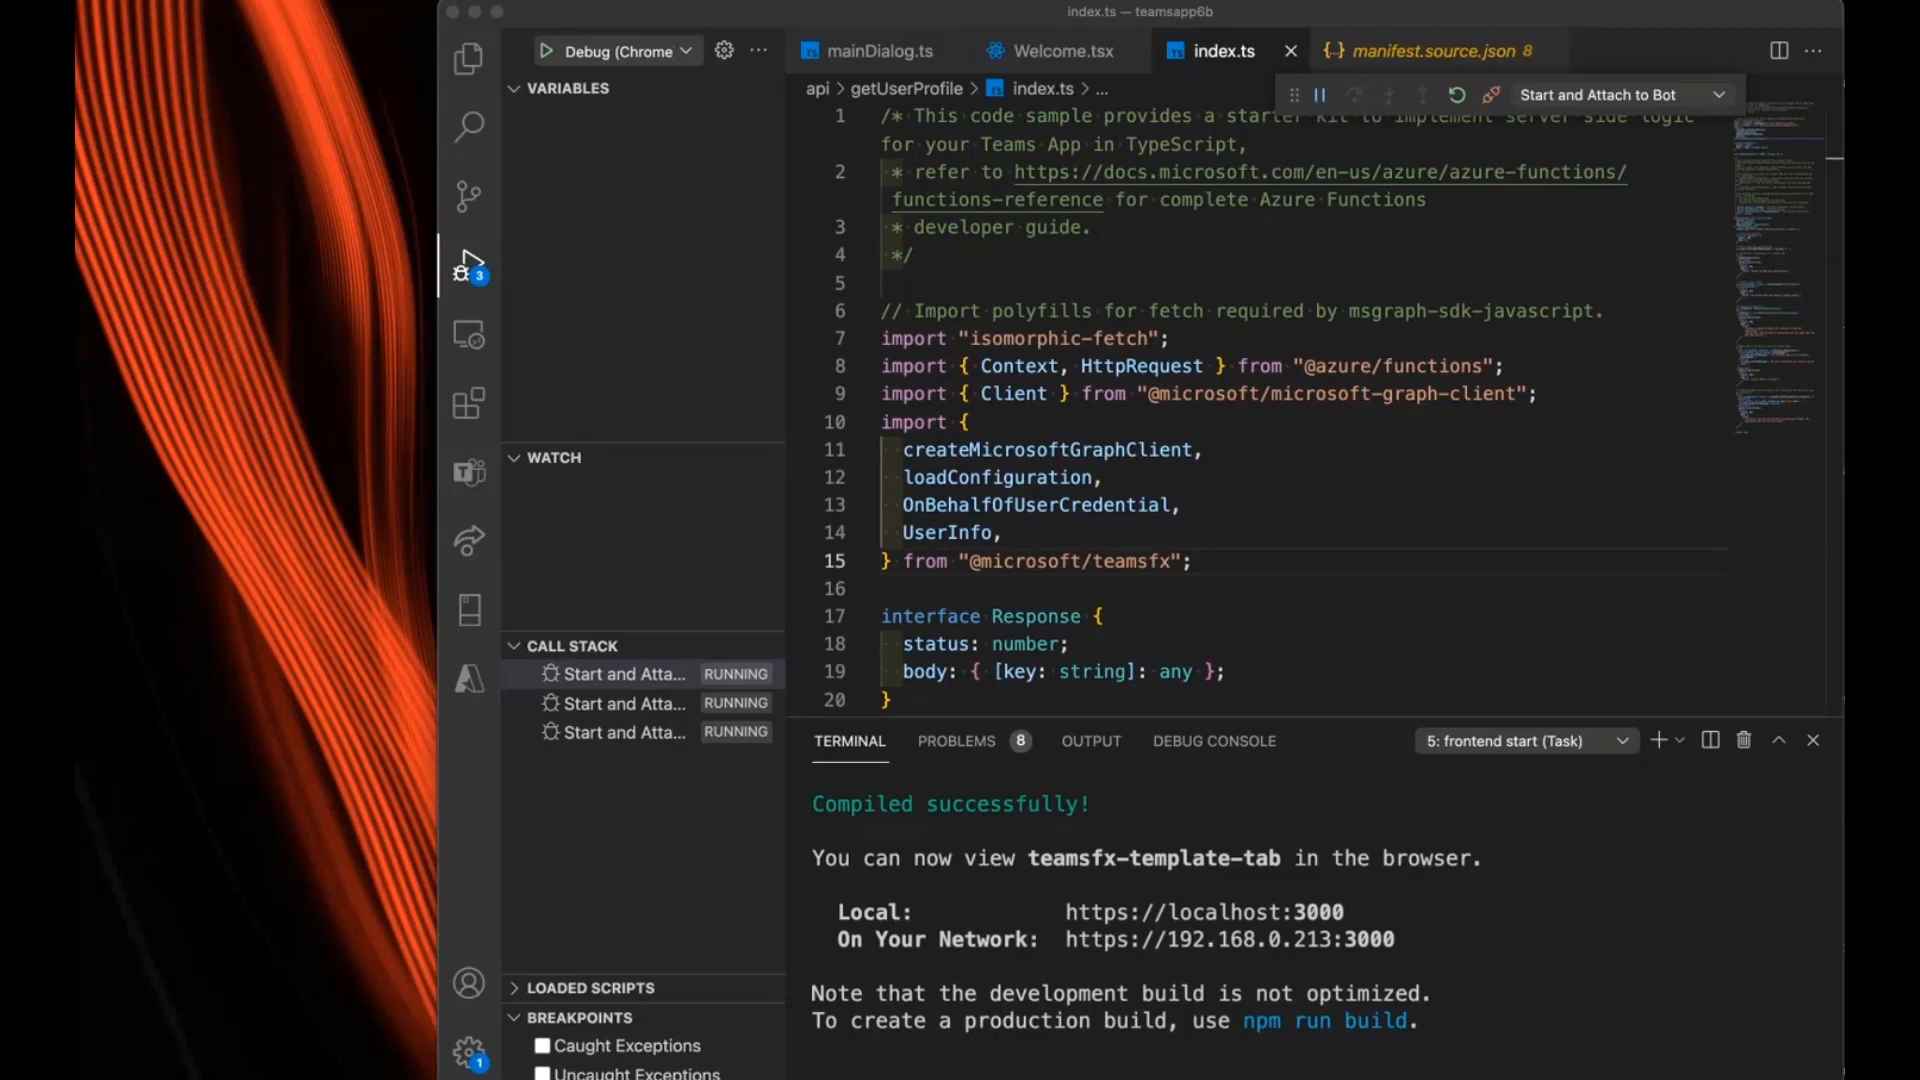 index.ts — teamsapp6b
Debug (Chrome
mainDialog.ts
Welcome.tsx
index.ts
{..} manifest.source.json 8
api > getUserProfile > index.ts > ...
Start and Attach to Bot
VARIABLES
WATCH
CALL STACK
Start and Atta... RUNNING
Start and Atta... RUNNING
Start and Atta... RUNNING
LOADED SCRIPTS
BREAKPOINTS
Caught Exceptions
Uncaught Exceptions
3
1
1 /* This code sample provides a starter kit to implement server side logic
for your Teams App in TypeScript,
2 * refer to https://docs.microsoft.com/en-us/azure/azure-functions/
functions-reference for complete Azure Functions
3 * developer guide.
4 */
5
6 // Import polyfills for fetch required by msgraph-sdk-javascript.
7 import "isomorphic-fetch";
8 import { Context, HttpRequest } from "@azure/functions";
9 import { Client } from "@microsoft/microsoft-graph-client";
10 import {
11 createMicrosoftGraphClient,
12 loadConfiguration,
13 OnBehalfOfUserCredential,
14 UserInfo,
15 } from "@microsoft/teamsfx";
16
17 interface Response {
18 status: number;
19 body: { [key: string]: any };
20 }
TERMINAL PROBLEMS 8 OUTPUT DEBUG CONSOLE 5: frontend start (Task)
Compiled successfully!
You can now view teamsfx-template-tab in the browser.
Local: https://localhost:3000
On Your Network: https://192.168.0.213:3000
Note that the development build is not optimized.
To create a production build, use npm run build.